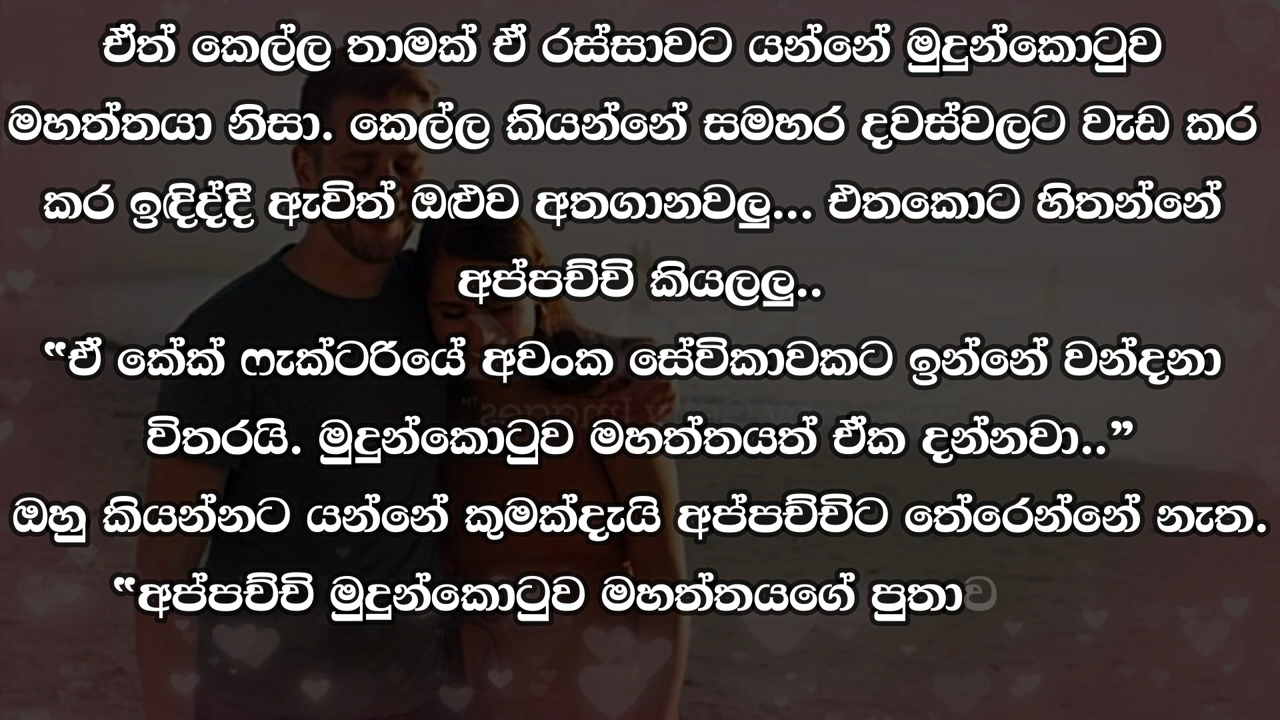 ඒත් කෙල්ල තාමක් ඒ රස්සාවට යන්නේ මුදුන්කොටුව
මහත්තයා නිසා. කෙල්ල කියන්නේ සමහර දවස්වලට වැඩ කර
කර ඉඳිද්දී ඇවිත් ඔළුව අතගානවලු... එතකොට හිතන්නේ
අප්පච්චි කියලලු..
“ඒ කේක් ෆැක්ටරියේ අවංක සේවිකාවකට ඉන්නේ වන්දනා
විතරයි. මුදුන්කොටුව මහත්තයත් ඒක දන්නවා..”
ඔහු කියන්නට යන්නේ කුමක්දැයි අප්පච්චිට තේරෙන්නේ නැත.
“අප්පච්චි මුදුන්කොටුව මහත්තයගේ පුතාව